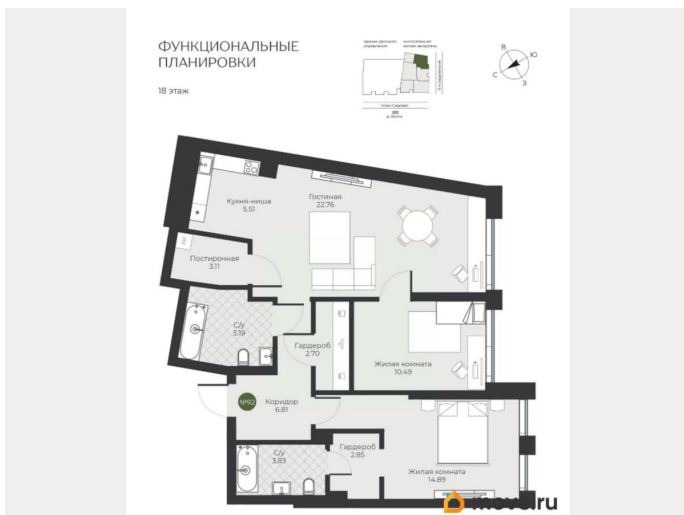 ФУНКЦИОНАЛЬНЫЕ
ПЛАНИРОВКИ
18 этаж
В
Ю
С
З
Кухня-ниша
5.51
Гостиная
22.76
Постирочная
3.11
С/у
5.19
Гардероб
2.70
Жилая комната
10.49
№92
Коридор
6.81
С/у
3.83
Гардероб
2.85
Жилая комната
14.89
move.ru